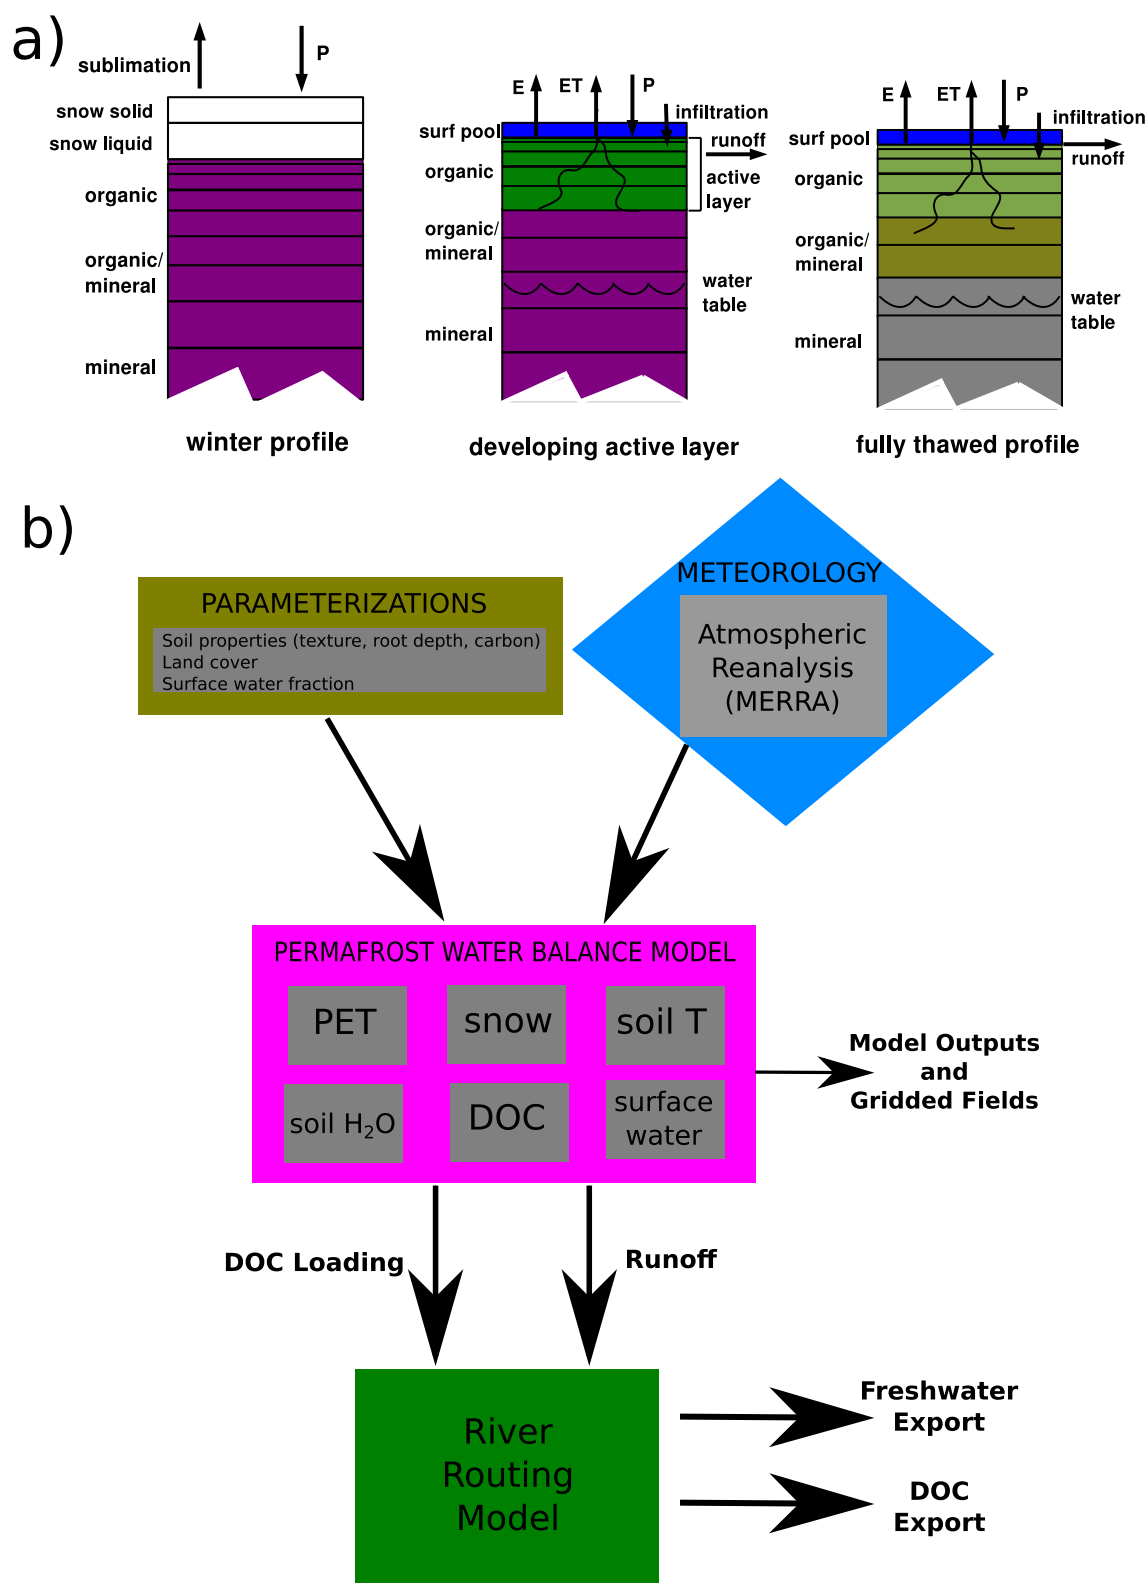 a)
sublimation
P
snow solid
snow liquid
organic
organic/
mineral
mineral
winter profile
E
ET
P
infiltration
surf pool
runoff
organic
active
layer
organic/
mineral
water
table
mineral
developing active layer
E
ET
P
infiltration
surf pool
runoff
organic
organic/
mineral
water
table
mineral
fully thawed profile
b)
PARAMETERIZATIONS
Soil properties (texture, root depth, carbon)
Land cover
Surface water fraction
METEOROLOGY
Atmospheric
Reanalysis
(MERRA)
PERMAFROST WATER BALANCE MODEL
PET
snow
soil T
soil H₂O
DOC
surface
water
Model Outputs
and
Gridded Fields
DOC Loading
Runoff
River
Routing
Model
Freshwater
Export
DOC
Export